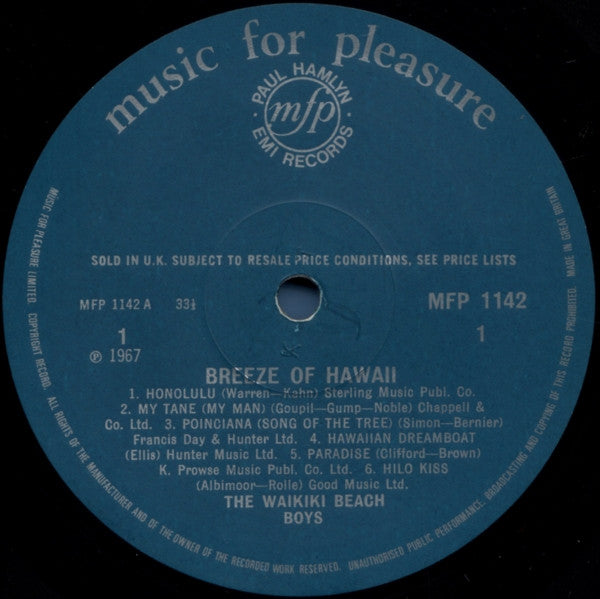 music for pleasure
PAUL HAMLYN
mfp
EMI RECORDS
SOLD IN U.K. SUBJECT TO RESALE PRICE CONDITIONS, SEE PRICE LISTS
MFP 1142 A 33⅓ MFP 1142
1 1
℗ 1967
BREEZE OF HAWAII
1. HONOLULU (Warren—Kahn) Sterling Music Publ. Co.
2. MY TANE (MY MAN) (Goupil—Gump—Noble) Chappell &
Co. Ltd. 3. POINCIANA (SONG OF THE TREE) (Simon—Bernier)
Francis Day & Hunter Ltd. 4. HAWAIIAN DREAMBOAT
(Ellis) Hunter Music Ltd. 5. PARADISE (Clifford—Brown)
K. Prowse Music Publ. Co. Ltd. 6. HILO KISS
(Albimoor—Rolle) Good Music Ltd.
THE WAIKIKI BEACH
BOYS
MUSIC FOR PLEASURE LIMITED. COPYRIGHT RECORD. ALL RIGHTS OF THE MANUFACTURER AND OF THE OWNER OF THE RECORDED WORK RESERVED. UNAUTHORISED PUBLIC PERFORMANCE, BROADCASTING AND COPYING OF THIS RECORD PROHIBITED. MADE IN GREAT BRITAIN